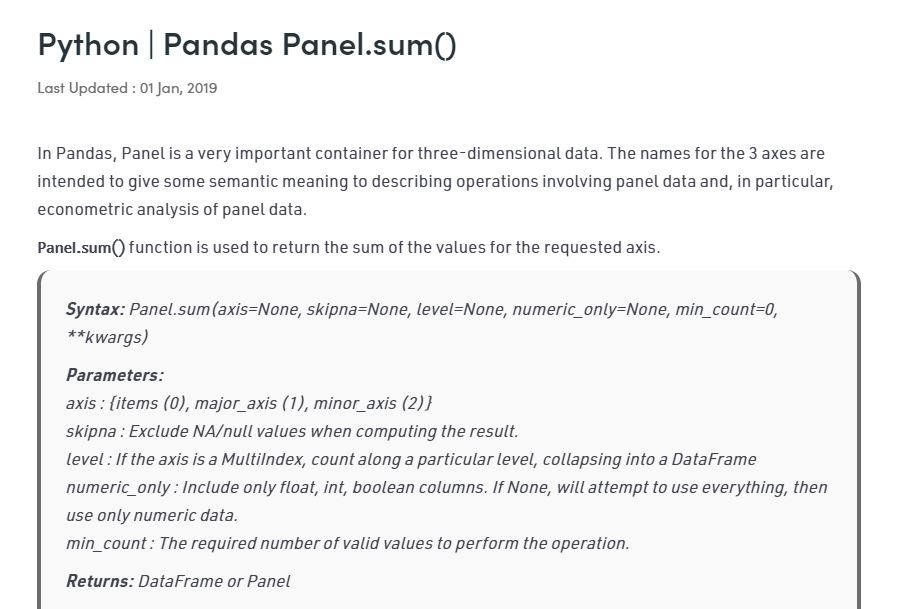 Python | Pandas Panel.sum()
Last Updated : 01 Jan, 2019
In Pandas, Panel is a very important container for three-dimensional data. The names for the 3 axes are
intended to give some semantic meaning to describing operations involving panel data and, in particular,
econometric analysis of panel data.
Panel.sum() function is used to return the sum of the values for the requested axis.
Syntax: Panel.sum(axis=None, skipna=None, level=None, numeric_only=None, min_count=0,
**kwargs)
Parameters:
axis : {items (0), major_axis (1), minor_axis (2)}
skipna : Exclude NA/null values when computing the result.
level : If the axis is a MultiIndex, count along a particular level, collapsing into a DataFrame
numeric_only : Include only float, int, boolean columns. If None, will attempt to use everything, then
use only numeric data.
min_count : The required number of valid values to perform the operation.
Returns: DataFrame or Panel